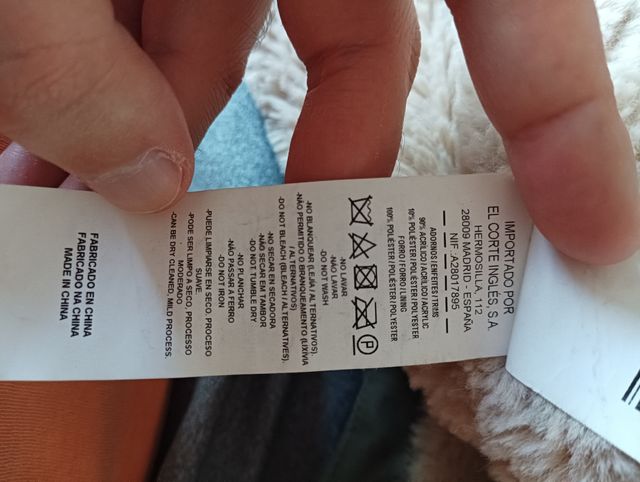 IMPORTADO POR
EL CORTE INGLES S.A
HERMOSILLA, 112
28009 MADRID - ESPAÑA
NIF: A28017895
ADORNOS / ENFEITES / TRIMS
90% ACRILICO / ACRILICO / ACRYLIC
10% POLIÉSTER / POLIÉSTER / POLYESTER
FORRO / FORRO / LINING
100% POLIÉSTER / POLIÉSTER / POLYESTER
P
-NO LAVAR
-NÃO LAVAR
-DO NOT WASH
-NO BLANQUEAR (LEJÍA / ALTERNATIVOS).
-NÃO PERMITIDO O BRANQUEAMENTO (LIXIVIA
/ ALTERNATIVOS)
-DO NOT BLEACH (BLEACH / ALTERNATIVES).
-NO SECAR EN SECADORA
-NÃO SECAR EM TAMBOR
-DO NOT TUMBLE DRY
-NO PLANCHAR
-NÃO PASSAR A FERRO
-DO NOT IRON
-PUEDE LIMPIARSE EN SECO, PROCESO
SUAVE.
-PODE SER LIMPO A SECO, PROCESSO
MODERADO
-CAN BE DRY CLEANED, MILD PROCESS.
FABRICADO EN CHINA
FABRICADO NA CHINA
MADE IN CHINA